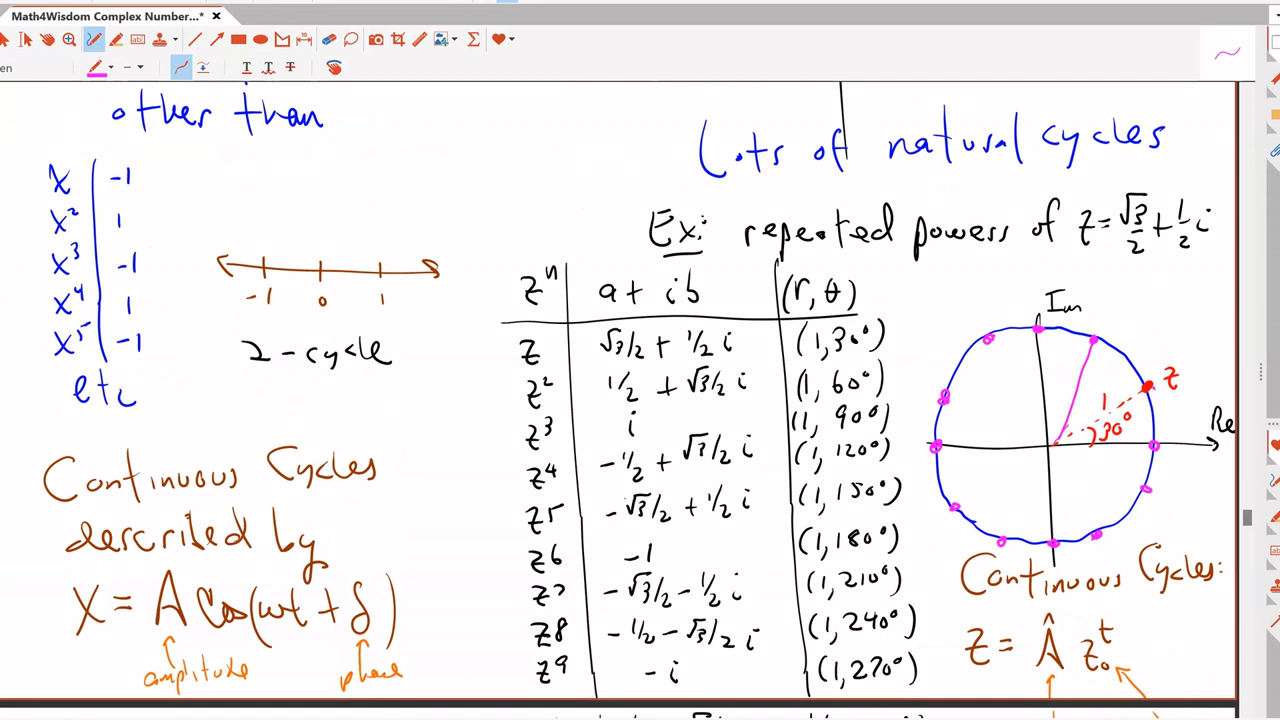 Math4Wisdom Complex Number...*
en
other than
x -1
x² 1
x³ -1
x⁴ 1
x⁵ -1
etc
-1 0 1
2-cycle
Continuous Cycles
described by
X = A Cos(ωt + δ)
amplitude phase
Lots of natural cycles
Ex: repeated powers of z = √3/2 + 1/2 i
zⁿ a + ib (r, θ)
z √3/2 + 1/2 i (1, 30°)
z² 1/2 + √3/2 i (1, 60°)
z³ i (1, 90°)
z⁴ -1/2 + √3/2 i (1, 120°)
z⁵ -√3/2 + 1/2 i (1, 150°)
z⁶ -1 (1, 180°)
z⁷ -√3/2 - 1/2 i (1, 210°)
z⁸ -1/2 - √3/2 i (1, 240°)
z⁹ -i (1, 270°)
Im
z
1
30°
Re
Continuous Cycles:
Z = Â z₀ᵗ